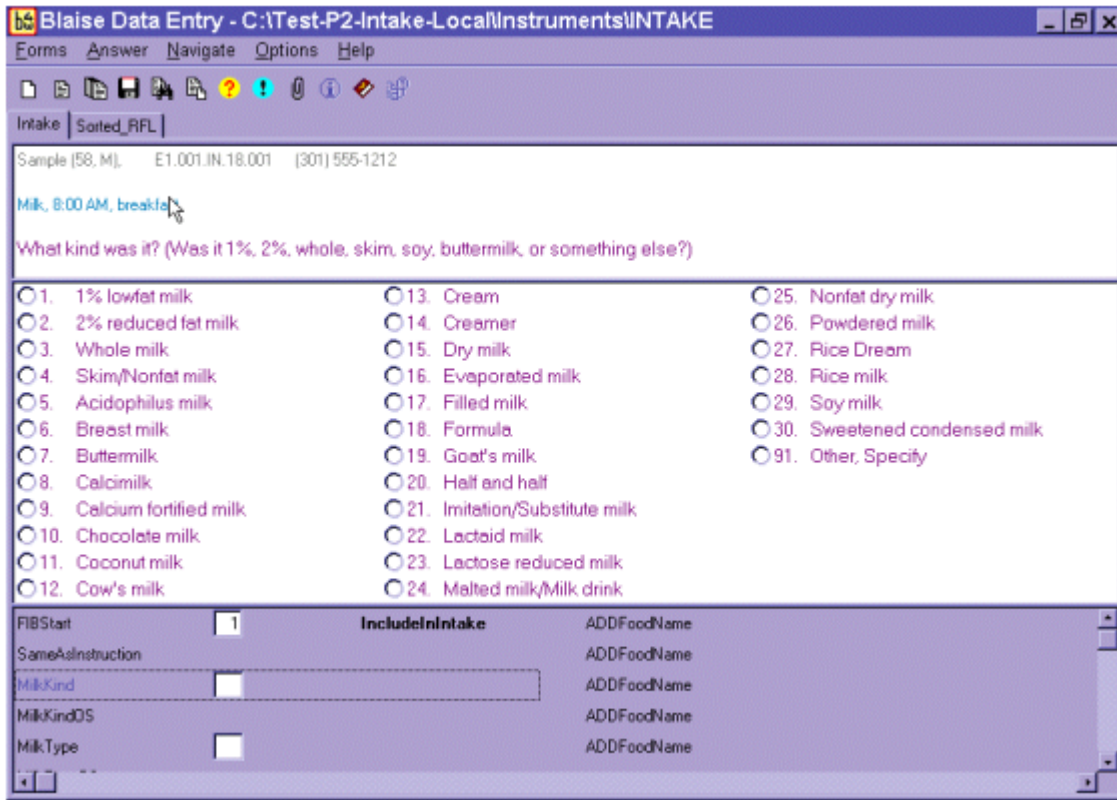 Blaise Data Entry - C:\Test-P2-Intake-Local\Instruments\INTAKE
Forms Answer Navigate Options Help
Intake Sorted_RFL
Sample (58, M), E1.001.IN.18.001 (301) 555-1212
Milk, 8:00 AM, breakfa
What kind was it? (Was it 1%, 2%, whole, skim, soy, buttermilk, or something else?)
1. 1% lowfat milk
2. 2% reduced fat milk
3. Whole milk
4. Skim/Nonfat milk
5. Acidophilus milk
6. Breast milk
7. Buttermilk
8. Calcimilk
9. Calcium fortified milk
10. Chocolate milk
11. Coconut milk
12. Cow's milk
13. Cream
14. Creamer
15. Dry milk
16. Evaporated milk
17. Filled milk
18. Formula
19. Goat's milk
20. Half and half
21. Imitation/Substitute milk
22. Lactaid milk
23. Lactose reduced milk
24. Malted milk/Milk drink
25. Nonfat dry milk
26. Powdered milk
27. Rice Dream
28. Rice milk
29. Soy milk
30. Sweetened condensed milk
91. Other, Specify
FIBStart 1 IncludeInIntake ADDFoodName
SameAsInstruction ADDFoodName
MilkKind ADDFoodName
MilkKindOS ADDFoodName
MilkType ADDFoodName